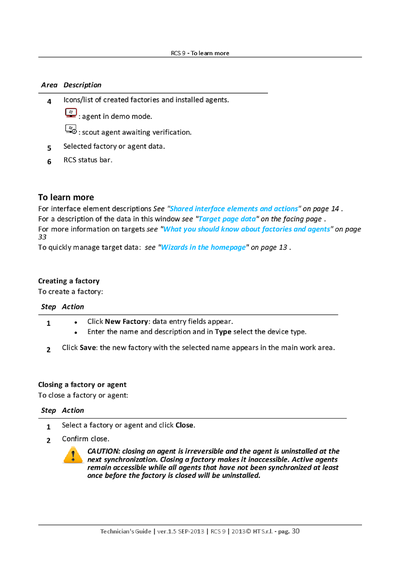 RCS 9 - To learn more
Area Description
4 Icons/list of created factories and installed agents.
: agent in demo mode.
: scout agent awaiting verification.
5 Selected factory or agent data.
6 RCS status bar.
To learn more
For interface element descriptions See "Shared interface elements and actions" on page 14 .
For a description of the data in this window see "Target page data" on the facing page .
For more information on targets see "What you should know about factories and agents" on page
33
To quickly manage target data: see "Wizards in the homepage" on page 13 .
Creating a factory
To create a factory:
Step Action
1 • Click New Factory: data entry fields appear.
• Enter the name and description and in Type select the device type.
2 Click Save: the new factory with the selected name appears in the main work area.
Closing a factory or agent
To close a factory or agent:
Step Action
1 Select a factory or agent and click Close.
2 Confirm close.
CAUTION: closing an agent is irreversible and the agent is uninstalled at the
next synchronization. Closing a factory makes it inaccessible. Active agents
remain accessible while all agents that have not been synchronized at least
once before the factory is closed will be uninstalled.
Technician's Guide | ver.1.5 SEP-2013 | RCS 9 | 2013© HT S.r.l. - pag. 30